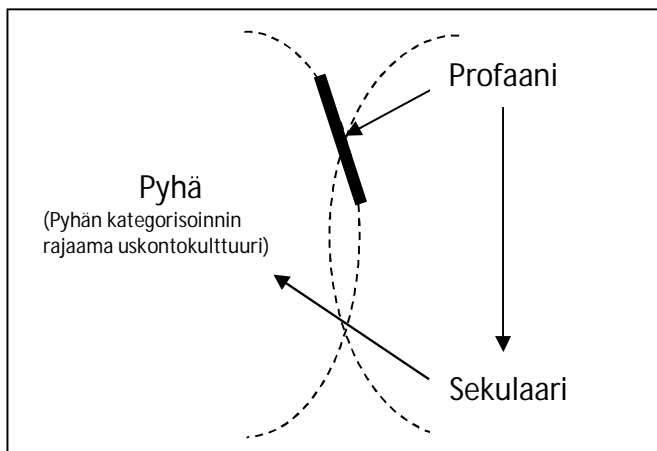 Profaani
Pyhä
(Pyhän kategorisoinnin
rajaama uskontokulttuuri)
Sekulaari